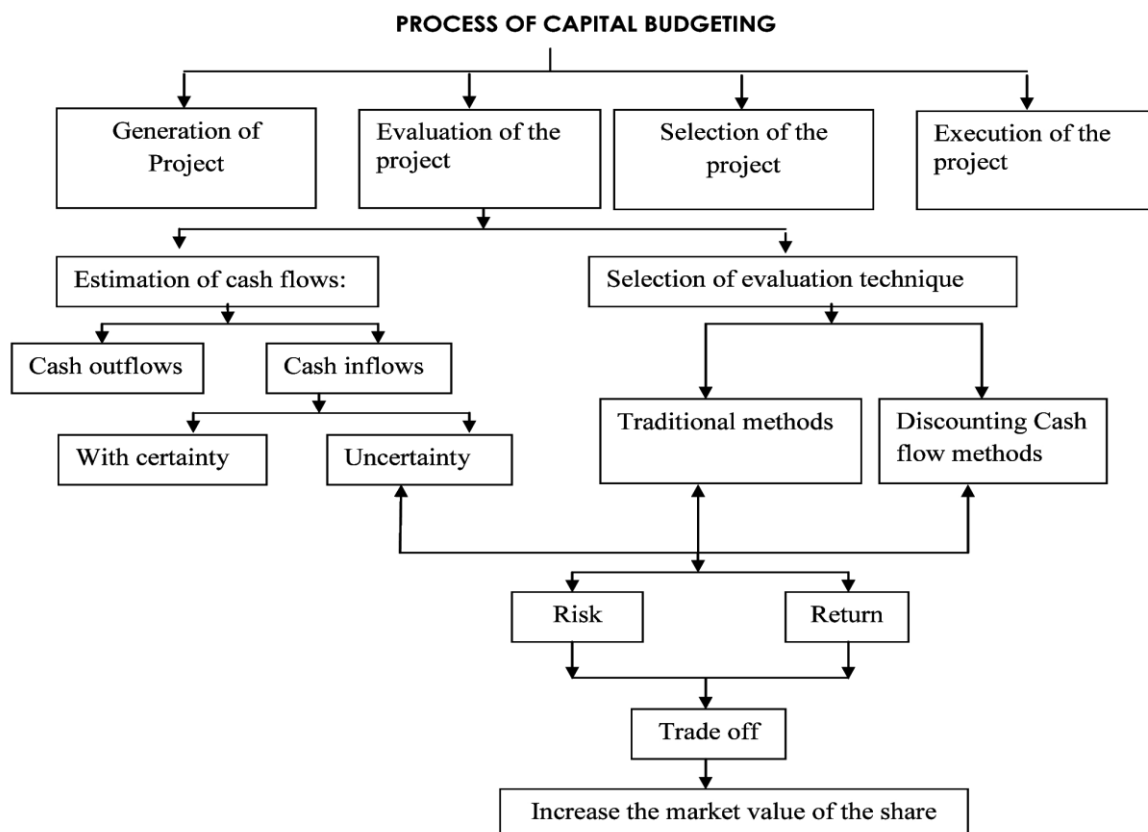 PROCESS OF CAPITAL BUDGETING
Generation of
Project
Evaluation of the
project
Selection of the
project
Execution of the
project
Estimation of cash flows:
Selection of evaluation technique
Cash outflows
Cash inflows
With certainty
Uncertainty
Traditional methods
Discounting Cash
flow methods
Risk
Return
Trade off
Increase the market value of the share